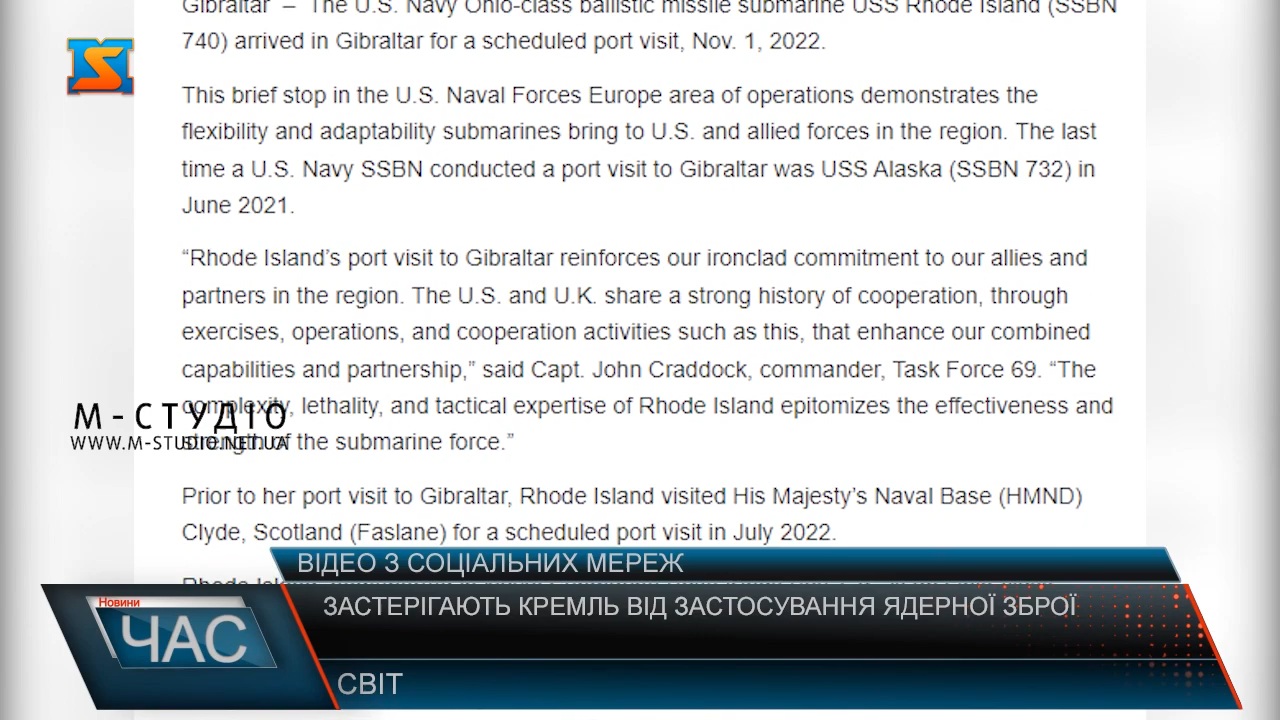 Gibraltar – The U.S. Navy Ohio-class ballistic missile submarine USS Rhode Island (SSBN
740) arrived in Gibraltar for a scheduled port visit, Nov. 1, 2022.
This brief stop in the U.S. Naval Forces Europe area of operations demonstrates the
flexibility and adaptability submarines bring to U.S. and allied forces in the region. The last
time a U.S. Navy SSBN conducted a port visit to Gibraltar was USS Alaska (SSBN 732) in
June 2021.
“Rhode Island’s port visit to Gibraltar reinforces our ironclad commitment to our allies and
partners in the region. The U.S. and U.K. share a strong history of cooperation, through
exercises, operations, and cooperation activities such as this, that enhance our combined
capabilities and partnership,” said Capt. John Craddock, commander, Task Force 69. “The
complexity, lethality, and tactical expertise of Rhode Island epitomizes the effectiveness and
strength of the submarine force.”
М-СТУДІО
WWW.M-STUDIO.NET.UA
Prior to her port visit to Gibraltar, Rhode Island visited His Majesty’s Naval Base (HMND)
Clyde, Scotland (Faslane) for a scheduled port visit in July 2022.
Rhode Isl
ВІДЕО З СОЦІАЛЬНИХ МЕРЕЖ
Новини
ЧАС
ЗАСТЕРІГАЮТЬ КРЕМЛЬ ВІД ЗАСТОСУВАННЯ ЯДЕРНОЇ ЗБРОЇ
СВІТ